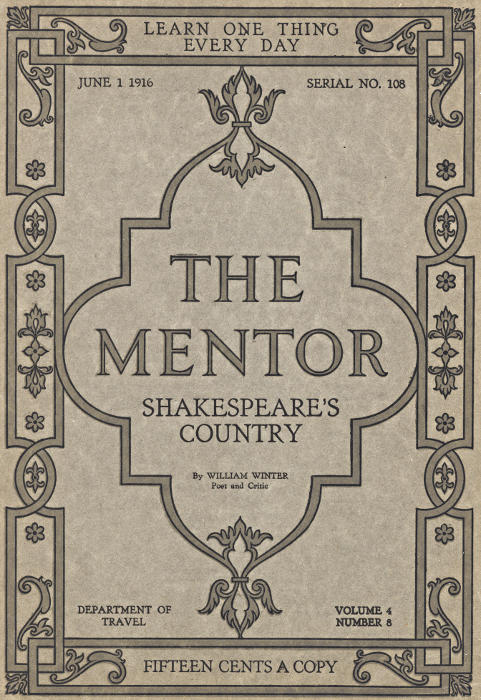 LEARN ONE THING
EVERY DAY
JUNE 1 1916
SERIAL NO. 108
THE
MENTOR
SHAKESPEARE'S
COUNTRY
By WILLIAM WINTER
Poet and Critic
DEPARTMENT OF
TRAVEL
VOLUME 4
NUMBER 8
FIFTEEN CENTS A COPY